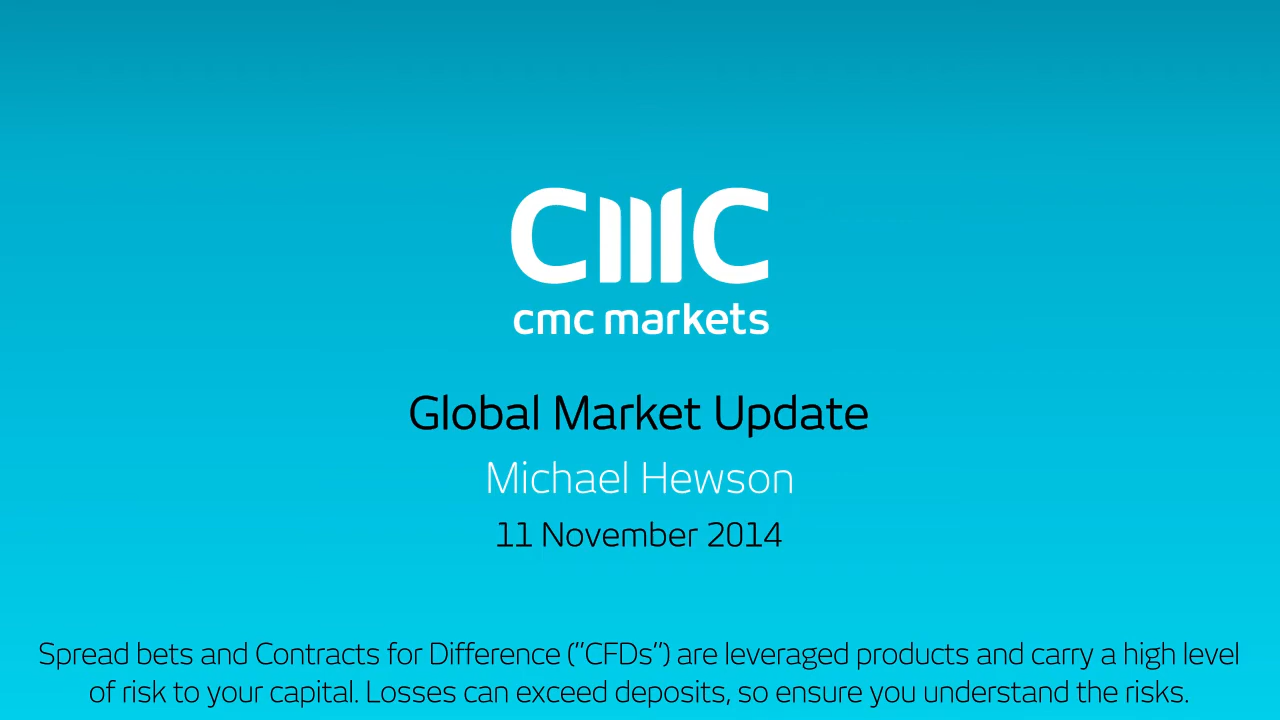 CMC
cmc markets
Global Market Update
Michael Hewson
11 November 2014
Spread bets and Contracts for Difference (“CFDs”) are leveraged products and carry a high level
of risk to your capital. Losses can exceed deposits, so ensure you understand the risks.